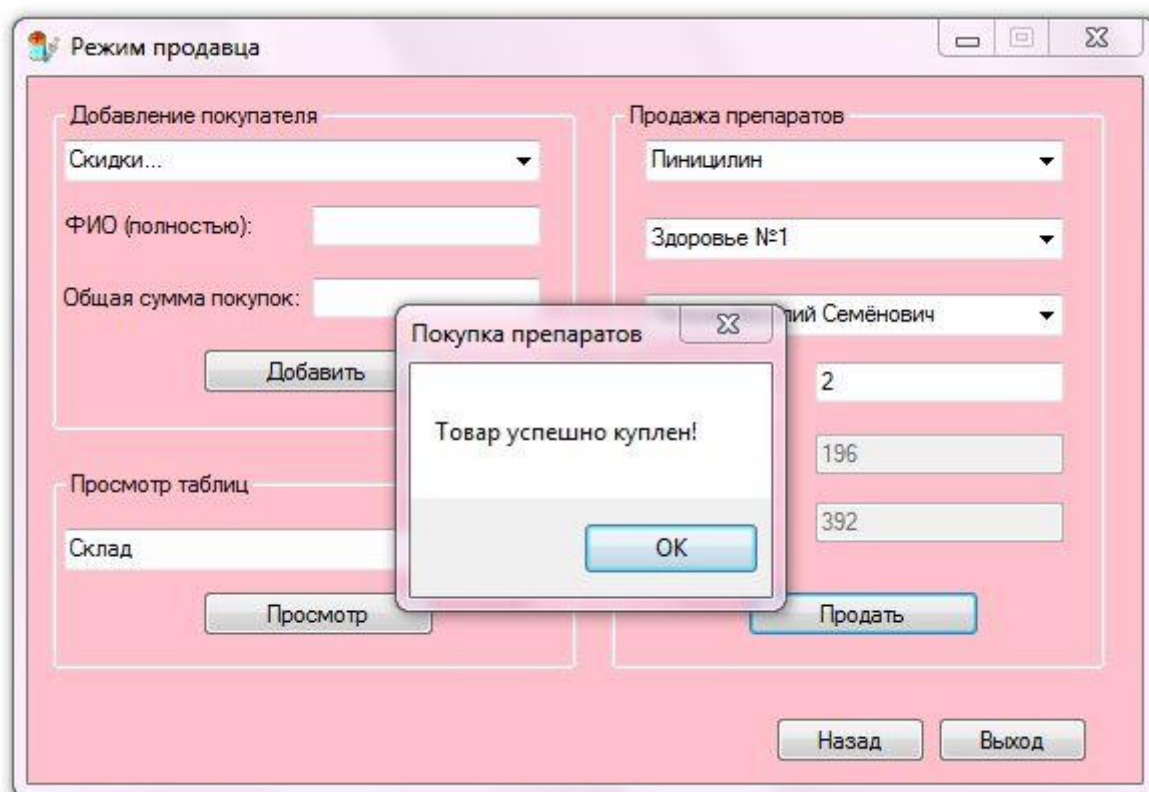 Режим продавца
Добавление покупателя
Скидки...
ФИО (полностью):
Общая сумма покупок:
Добавить
Просмотр таблиц
Склад
Просмотр
Продажа препаратов
Пиницилин
Здоровье №1
Семёнович
2
196
392
Продать
Покупка препаратов
Товар успешно куплен!
OK
Назад
Выход